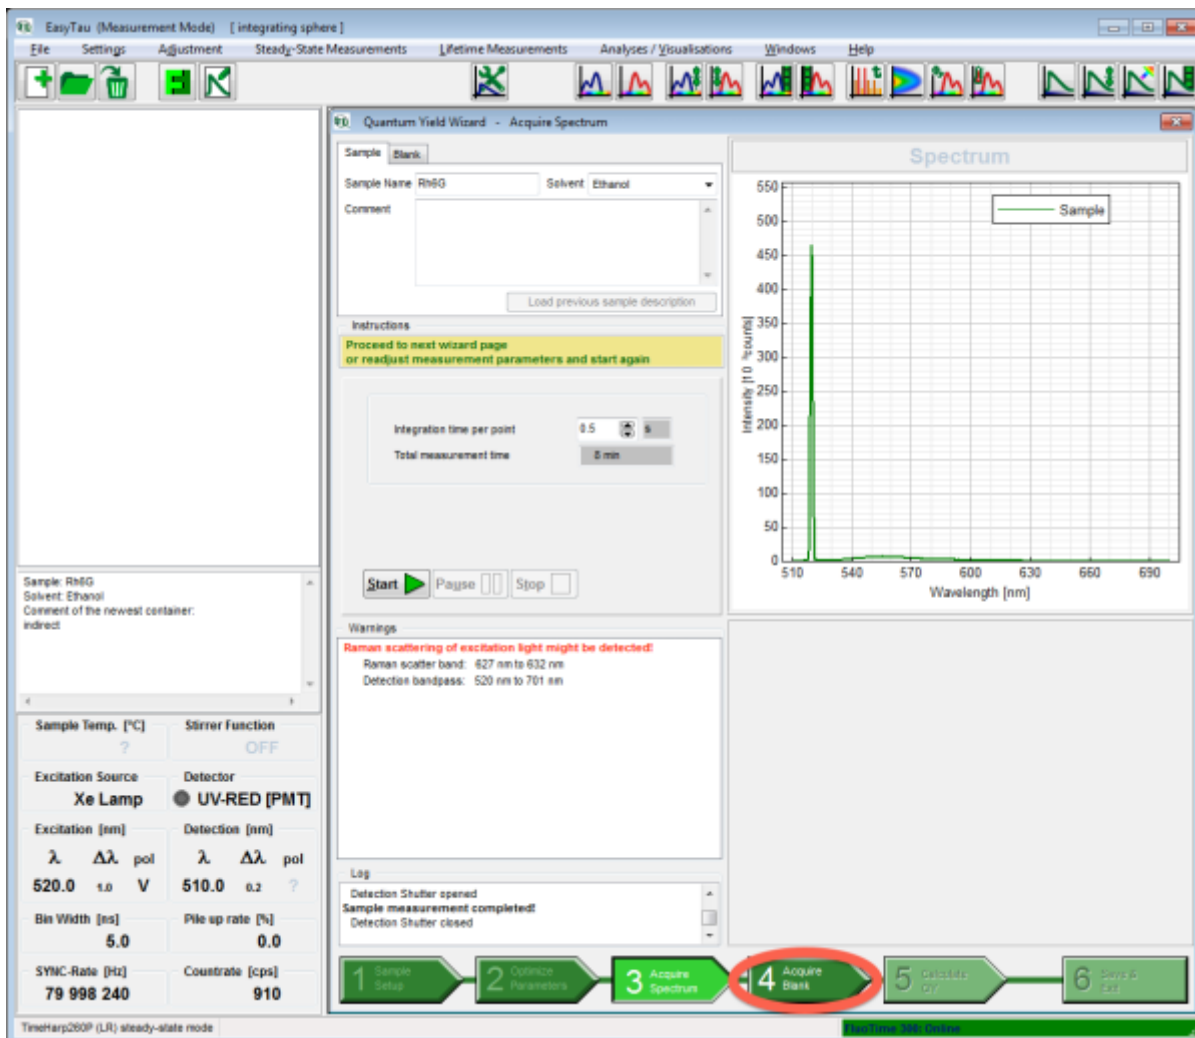 EasyTau (Measurement Mode) [ integrating sphere ]
File Settings Adjustment Steady-State Measurements Lifetime Measurements Analyses / Visualisations Windows Help
Quantum Yield Wizard - Acquire Spectrum
Sample Blank
Sample Name Rh6G Solvent Ethanol
Comment
Load previous sample description
Instructions
Proceed to next wizard page
or readjust measurement parameters and start again
Integration time per point 0.5 s
Total measurement time 8 min
Start Pause Stop
Spectrum
Sample
550
500
450
400
350
300
250
200
150
100
50
0
Intensity [10 ³counts]
510 540 570 600 630 660 690
Wavelength [nm]
Sample: Rh6G
Solvent: Ethanol
Comment of the newest container:
indirect
Warnings
Raman scattering of excitation light might be detected!
Raman scatter band: 627 nm to 632 nm
Detection bandpass: 520 nm to 701 nm
Sample Temp. [°C] Stirrer Function
? OFF
Excitation Source Detector
Xe Lamp UV-RED [PMT]
Excitation [nm] Detection [nm]
λ Δλ pol λ Δλ pol
520.0 1.0 V 510.0 0.2 ?
Bin Width [ns] Pile up rate [%]
5.0 0.0
SYNC-Rate [Hz] Countrate [cps]
79 998 240 910
Log
Detection Shutter opened
Sample measurement completed!
Detection Shutter closed
1 Sample Setup
2 Optimize Parameters
3 Acquire Spectrum
4 Acquire Blank
5 Calculate QY
6 Save & Exit
TimeHarp260P (LR) steady-state mode
FluoTime 300: Online